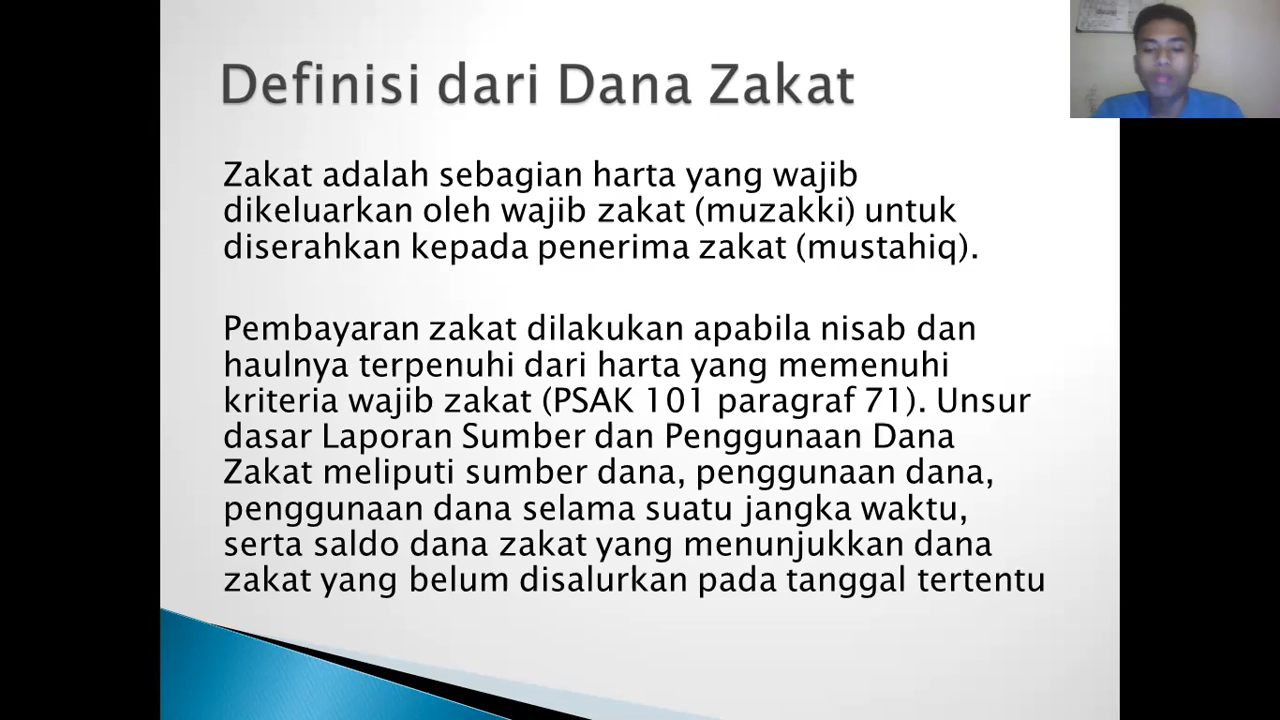 Definisi dari Dana Zakat
Zakat adalah sebagian harta yang wajib
dikeluarkan oleh wajib zakat (muzakki) untuk
diserahkan kepada penerima zakat (mustahiq).
Pembayaran zakat dilakukan apabila nisab dan
haulnya terpenuhi dari harta yang memenuhi
kriteria wajib zakat (PSAK 101 paragraf 71). Unsur
dasar Laporan Sumber dan Penggunaan Dana
Zakat meliputi sumber dana, penggunaan dana,
penggunaan dana selama suatu jangka waktu,
serta saldo dana zakat yang menunjukkan dana
zakat yang belum disalurkan pada tanggal tertentu